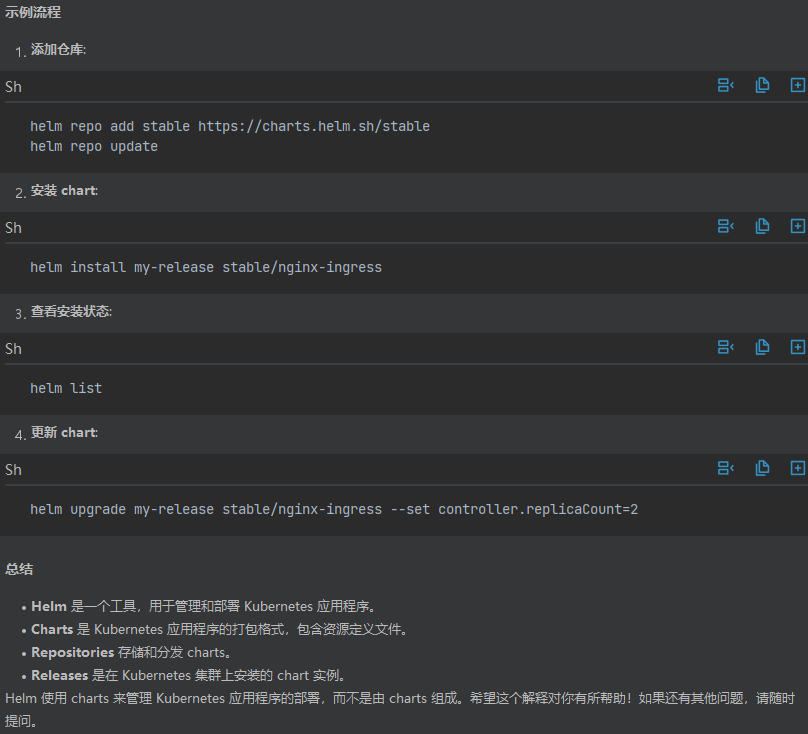 示例流程
1. 添加仓库:
Sh
helm repo add stable https://charts.helm.sh/stable
helm repo update
2. 安装 chart:
Sh
helm install my-release stable/nginx-ingress
3. 查看安装状态:
Sh
helm list
4. 更新 chart:
Sh
helm upgrade my-release stable/nginx-ingress --set controller.replicaCount=2
总结
• Helm 是一个工具，用于管理和部署 Kubernetes 应用程序。
• Charts 是 Kubernetes 应用程序的打包格式，包含资源定义文件。
• Repositories 存储和分发 charts。
• Releases 是在 Kubernetes 集群上安装的 chart 实例。
Helm 使用 charts 来管理 Kubernetes 应用程序的部署，而不是由 charts 组成。希望这个解释对你有所帮助！如果还有其他问题，请随时
提问。